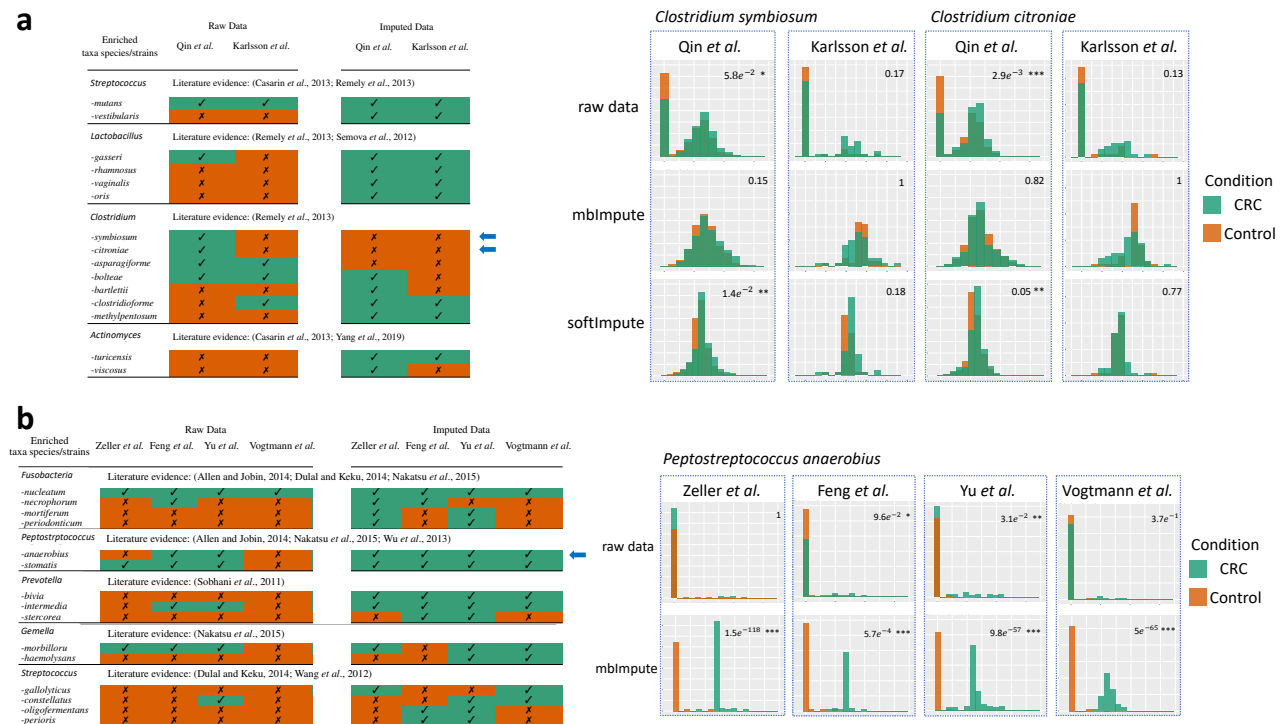 a
Raw Data Imputed Data
Enriched taxa species/strains Qin et al. Karlsson et al. Qin et al. Karlsson et al.
Streptococcus Literature evidence: (Casarin et al., 2013; Remely et al., 2013)
-mutans ✓ ✓ ✓ ✓
-vestibularis ✗ ✗ ✓ ✓
Lactobacillus Literature evidence: (Remely et al., 2013; Semova et al., 2012)
-gasseri ✓ ✗ ✓ ✓
-rhamnosus ✗ ✗ ✓ ✓
-vaginalis ✗ ✗ ✓ ✓
-oris ✗ ✗ ✓ ✓
Clostridium Literature evidence: (Remely et al., 2013)
-symbiosum ✓ ✗ ✗ ✗
-citroniae ✓ ✗ ✗ ✗
-asparagiforme ✓ ✓ ✗ ✗
-bolteae ✓ ✓ ✓ ✗
-bartlettii ✗ ✗ ✓ ✗
-clostridioforme ✗ ✓ ✓ ✓
-methylpentosum ✗ ✗ ✓ ✓
Actinomyces Literature evidence: (Casarin et al., 2013; Yang et al., 2019)
-turicensis ✗ ✗ ✓ ✓
-viscosus ✗ ✗ ✓ ✗
Clostridium symbiosum Clostridium citroniae
Qin et al. Karlsson et al. Qin et al. Karlsson et al.
raw data 5.8e⁻² * 0.17 2.9e⁻³ *** 0.13
mbImpute 0.15 1 0.82 1
softImpute 1.4e⁻² ** 0.18 0.05 ** 0.77
Condition
CRC
Control
b
Raw Data Imputed Data
Enriched taxa species/strains Zeller et al. Feng et al. Yu et al. Vogtmann et al. Zeller et al. Feng et al. Yu et al. Vogtmann et al.
Fusobacteria Literature evidence: (Allen and Jobin, 2014; Dulal and Keku, 2014; Nakatsu et al., 2015)
-nucleatum ✓ ✓ ✓ ✓ ✓ ✓ ✓ ✓
-necrophorum ✗ ✓ ✗ ✗ ✓ ✓ ✗ ✗
-mortiferum ✗ ✗ ✗ ✗ ✓ ✗ ✓ ✗
-periodonticum ✗ ✗ ✗ ✗ ✓ ✗ ✓ ✗
Peptostrptococcus Literature evidence: (Allen and Jobin, 2014; Nakatsu et al., 2015; Wu et al., 2013)
-anaerobius ✗ ✓ ✓ ✗ ✓ ✓ ✓ ✓
-stomatis ✓ ✓ ✓ ✗ ✓ ✓ ✓ ✓
Prevotella Literature evidence: (Sobhani et al., 2011)
-bivia ✗ ✗ ✗ ✗ ✓ ✓ ✓ ✓
-intermedia ✗ ✓ ✓ ✗ ✓ ✓ ✓ ✓
-stercorea ✗ ✗ ✗ ✗ ✗ ✓ ✗ ✗
Gemella Literature evidence: (Nakatsu et al., 2015)
-morbilloru ✓ ✓ ✓ ✗ ✓ ✗ ✓ ✓
-haemolysans ✗ ✗ ✗ ✗ ✗ ✗ ✓ ✓
Streptococcus Literature evidence: (Dulal and Keku, 2014; Wang et al., 2012)
-gallolyticus ✗ ✗ ✗ ✗ ✓ ✗ ✗ ✓
-constellatus ✗ ✗ ✓ ✗ ✗ ✗ ✓ ✓
-oligofermentans ✗ ✗ ✗ ✗ ✗ ✓ ✓ ✗
-perioris ✗ ✗ ✗ ✗ ✗ ✓ ✓ ✗
Peptostreptococcus anaerobius
Zeller et al. Feng et al. Yu et al. Vogtmann et al.
raw data 1 9.6e⁻² * 3.1e⁻² ** 3.7e⁻¹
mbImpute 1.5e⁻¹¹⁸ *** 5.7e⁻⁴ *** 9.8e⁻⁵⁷ *** 5e⁻⁶⁵ ***
Condition
CRC
Control